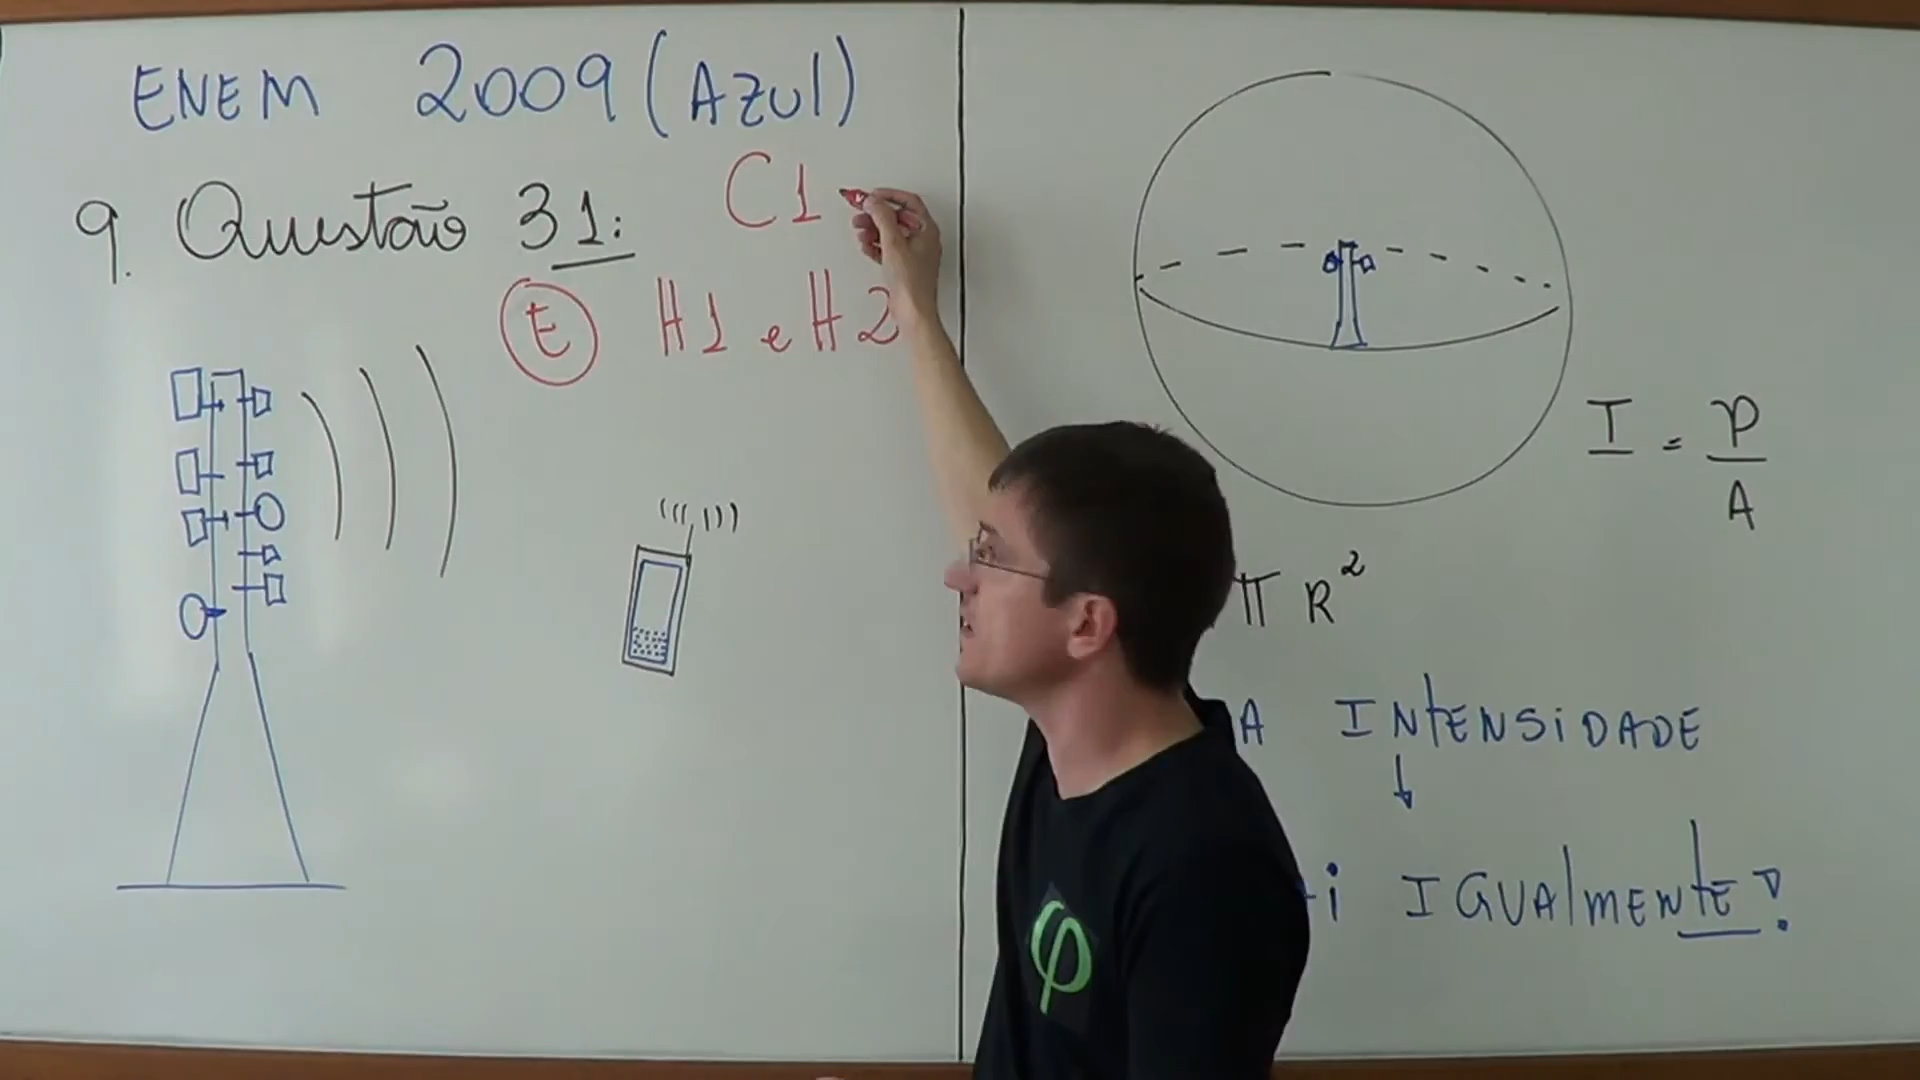 ENEM 2009 (AZUL)
9. Questão 31:
C1
E H1 e H2
I = P / A
π R²
A INTENSIDADE
↓
i IGUALMENTE!
φ